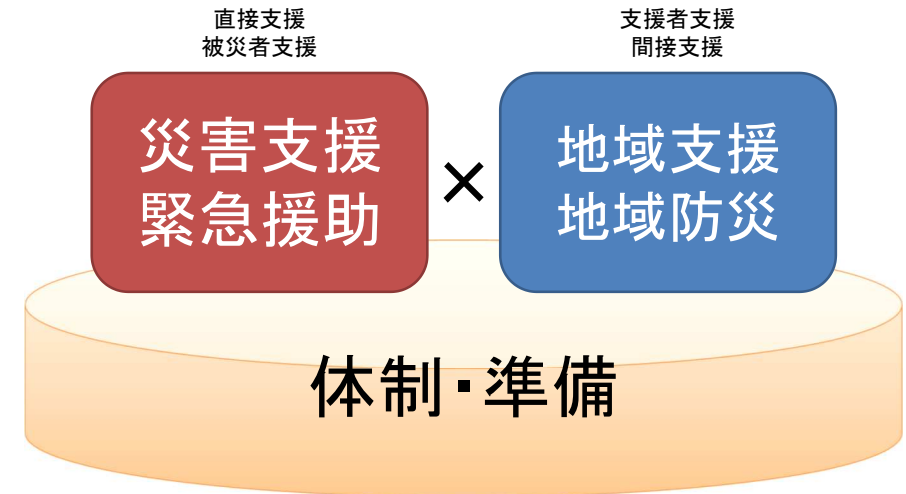 直接支援
被災者支援
支援者支援
間接支援
災害支援
緊急援助
×
地域支援
地域防災
体制・準備